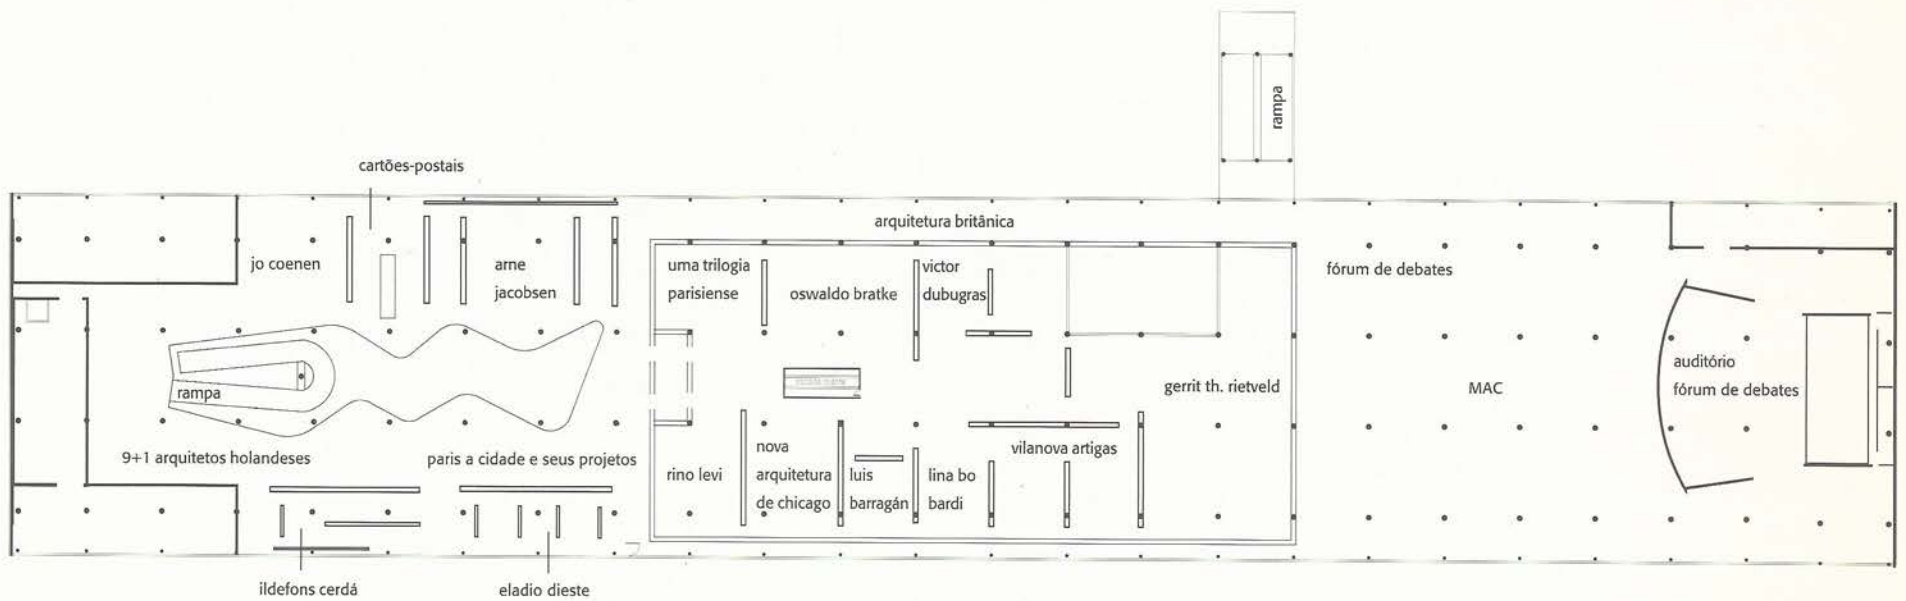 rampa
cartões-postais
arquitetura britânica
jo coenen
arne
jacobsen
uma trilogia
parisiense
oswaldo bratke
victor
dubugras
fórum de debates
rampa
gerrit th. rietveld
MAC
auditório
fórum de debates
9+1 arquitetos holandeses
paris a cidade e seus projetos
rino levi
nova
arquitetura
de chicago
luis
barragán
lina bo
bardi
vilanova artigas
ildefons cerdá
eladio dieste